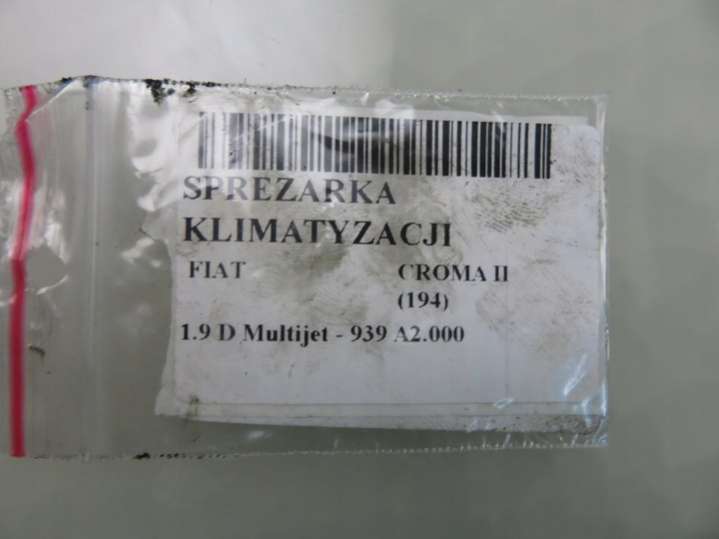 SPREZARKA
KLIMATYZACJI
FIAT CROMA II
(194)
1.9 D Multijet - 939 A2.000